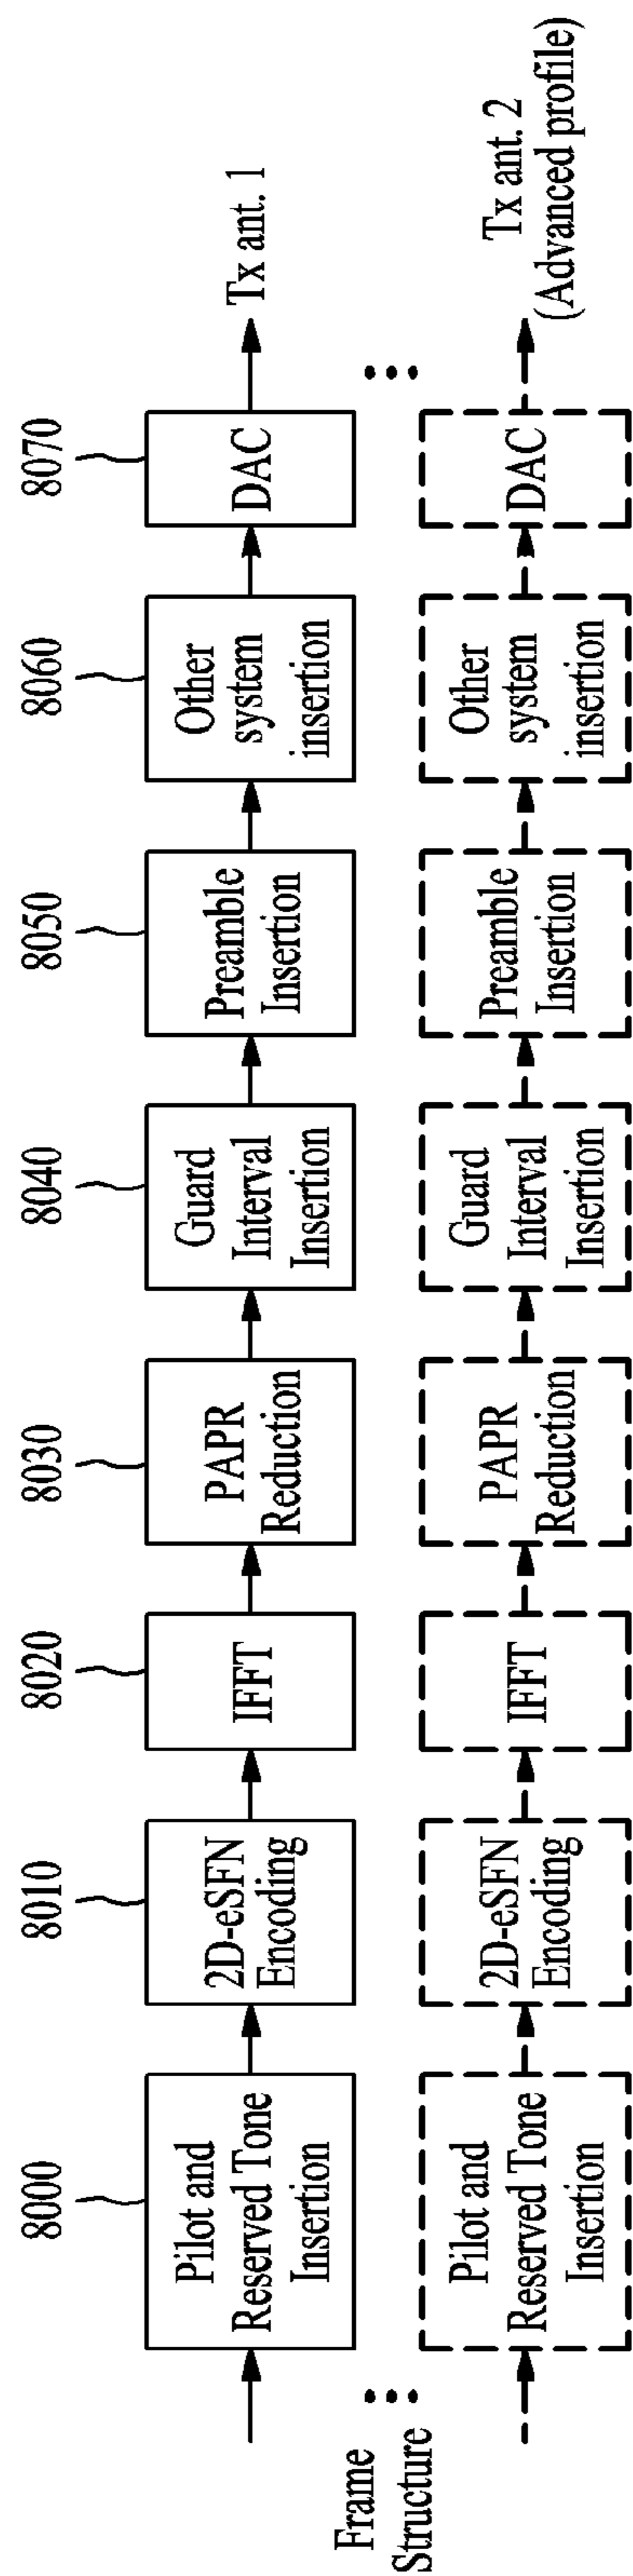 8000
8010
8020
8030
8040
8050
8060
8070
Frame
Structure
Pilot and
Reserved Tone
Insertion
2D-eSFN
Encoding
IFFT
PAPR
Reduction
Guard
Interval
Insertion
Preamble
Insertion
Other
system
insertion
DAC
Tx ant. 1
Pilot and
Reserved Tone
Insertion
2D-eSFN
Encoding
IFFT
PAPR
Reduction
Guard
Interval
Insertion
Preamble
Insertion
Other
system
insertion
DAC
Tx ant. 2
(Advanced profile)